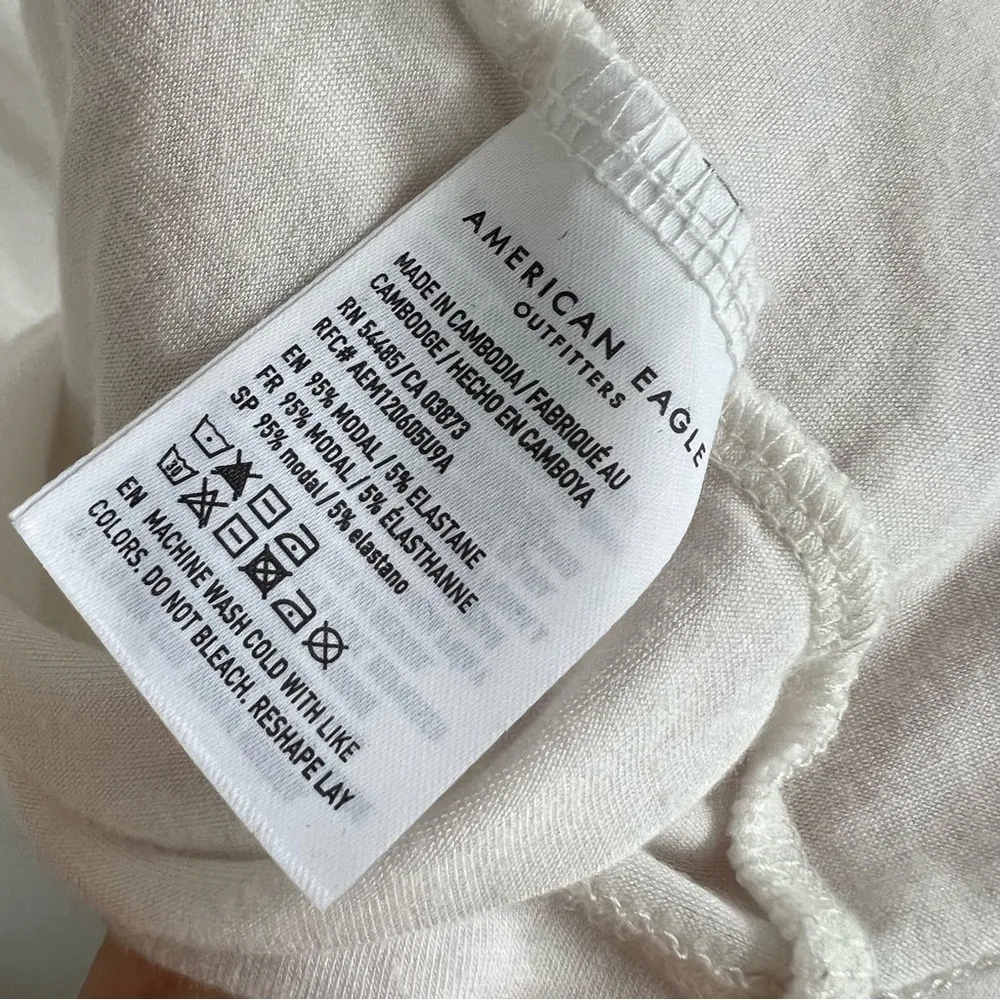 AMERICAN EAGLE
OUTFITTERS
MADE IN CAMBODIA / FABRIQUÉ AU
CAMBODGE / HECHO EN CAMBOYA
RN 54485 / CA 03873
RFC# AEM120605U9A
EN 95% MODAL / 5% ELASTANE
FR 95% MODAL / 5% ÉLASTHANNE
SP 95% modal / 5% elastano
30
EN MACHINE WASH COLD WITH LIKE
COLORS. DO NOT BLEACH. RESHAPE LAY